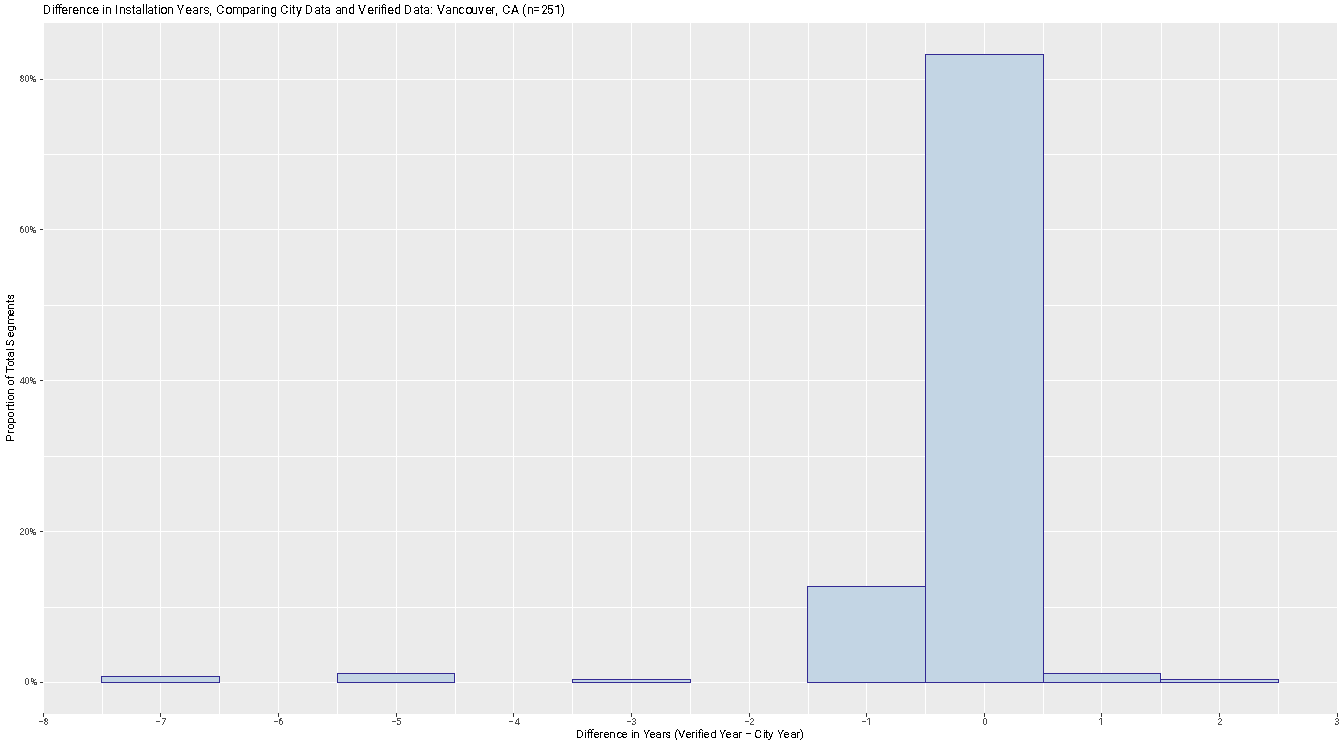 Difference in Installation Years, Comparing City Data and Verified Data: Vancouver, CA (n=251)
Proportion of Total Segments
80%
60%
40%
20%
0%
-8 -7 -6 -5 -4 -3 -2 -1 0 1 2 3
Difference in Years (Verified Year - City Year)